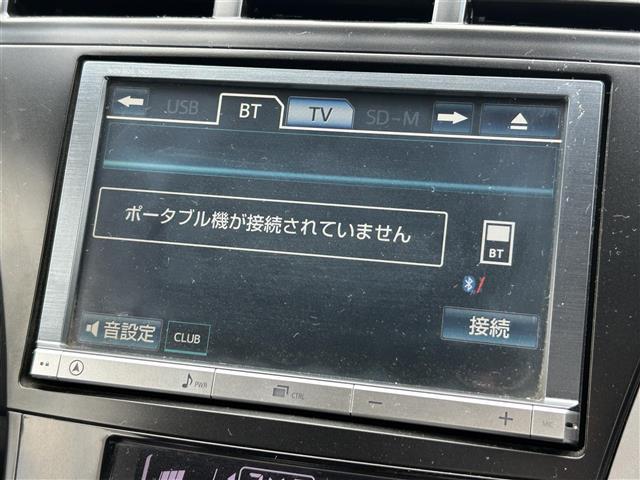 USB BT TV SD-M
ポータブル機が接続されていません
BT
接続
音設定 CLUB
PWR CTRL − + MIC